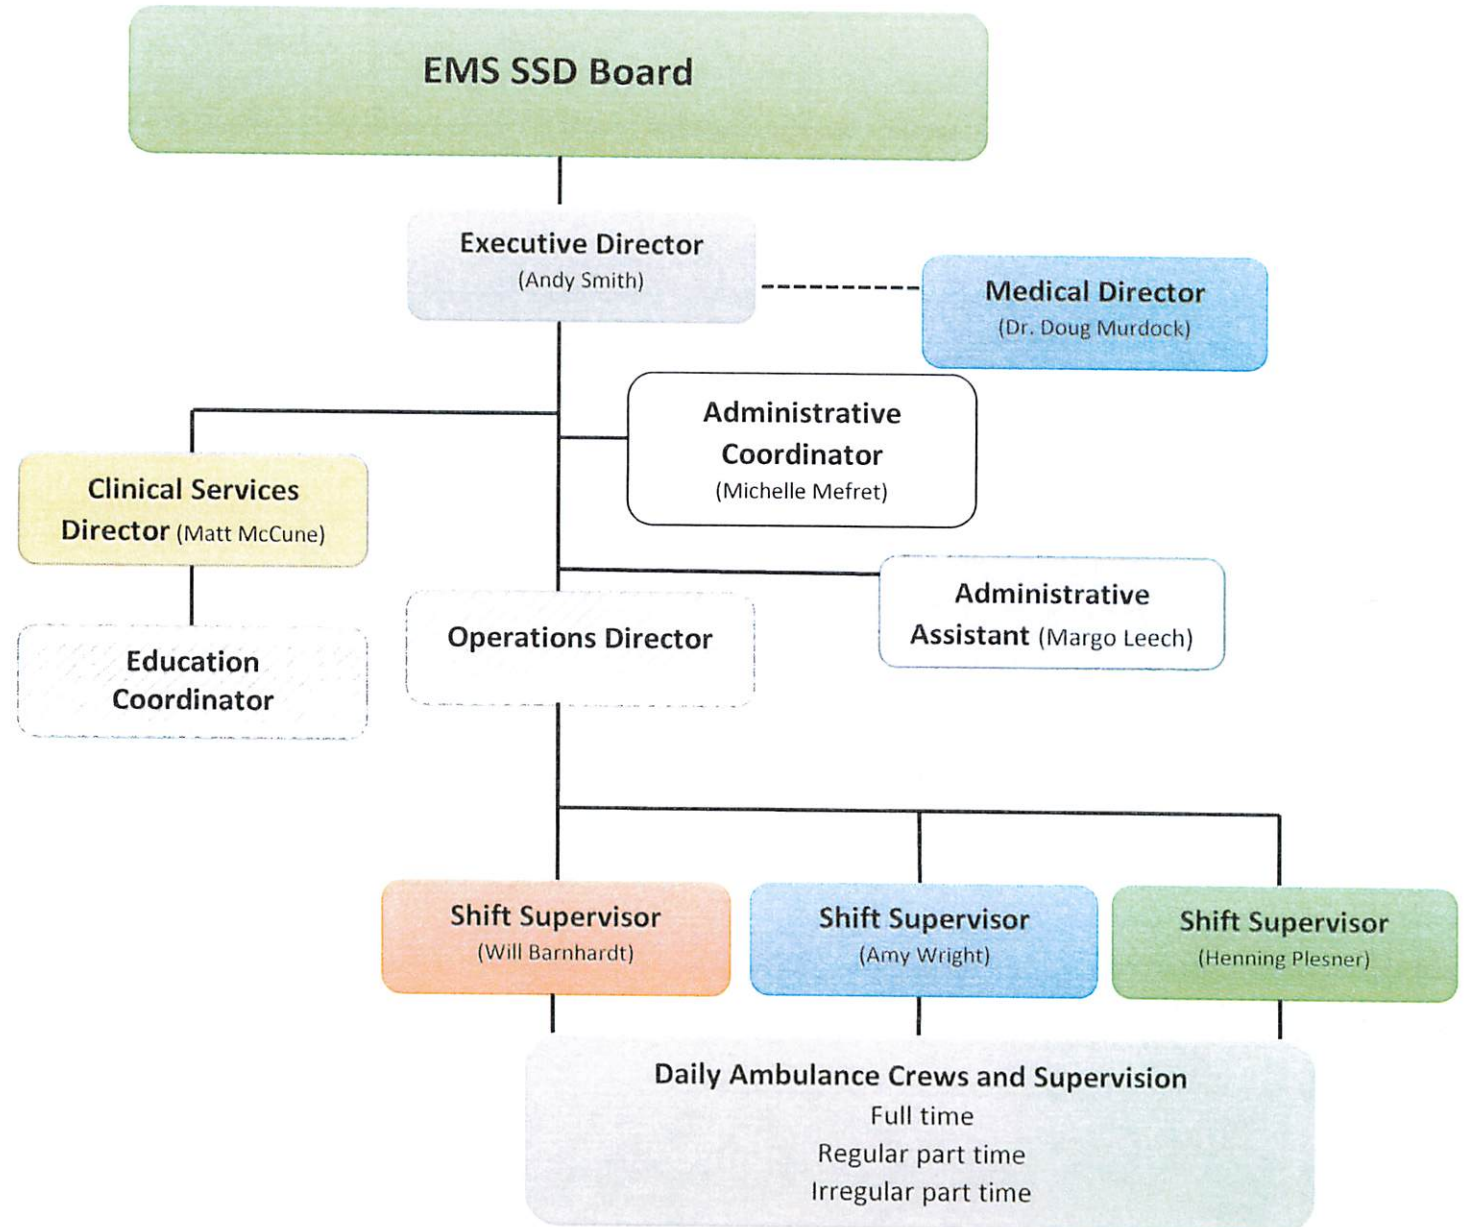 EMS SSD Board
Executive Director
(Andy Smith)
Medical Director
(Dr. Doug Murdock)
Administrative
Coordinator
(Michelle Mefret)
Clinical Services
Director (Matt McCune)
Administrative
Assistant (Margo Leech)
Operations Director
Education
Coordinator
Shift Supervisor
(Will Barnhardt)
Shift Supervisor
(Amy Wright)
Shift Supervisor
(Henning Plesner)
Daily Ambulance Crews and Supervision
Full time
Regular part time
Irregular part time